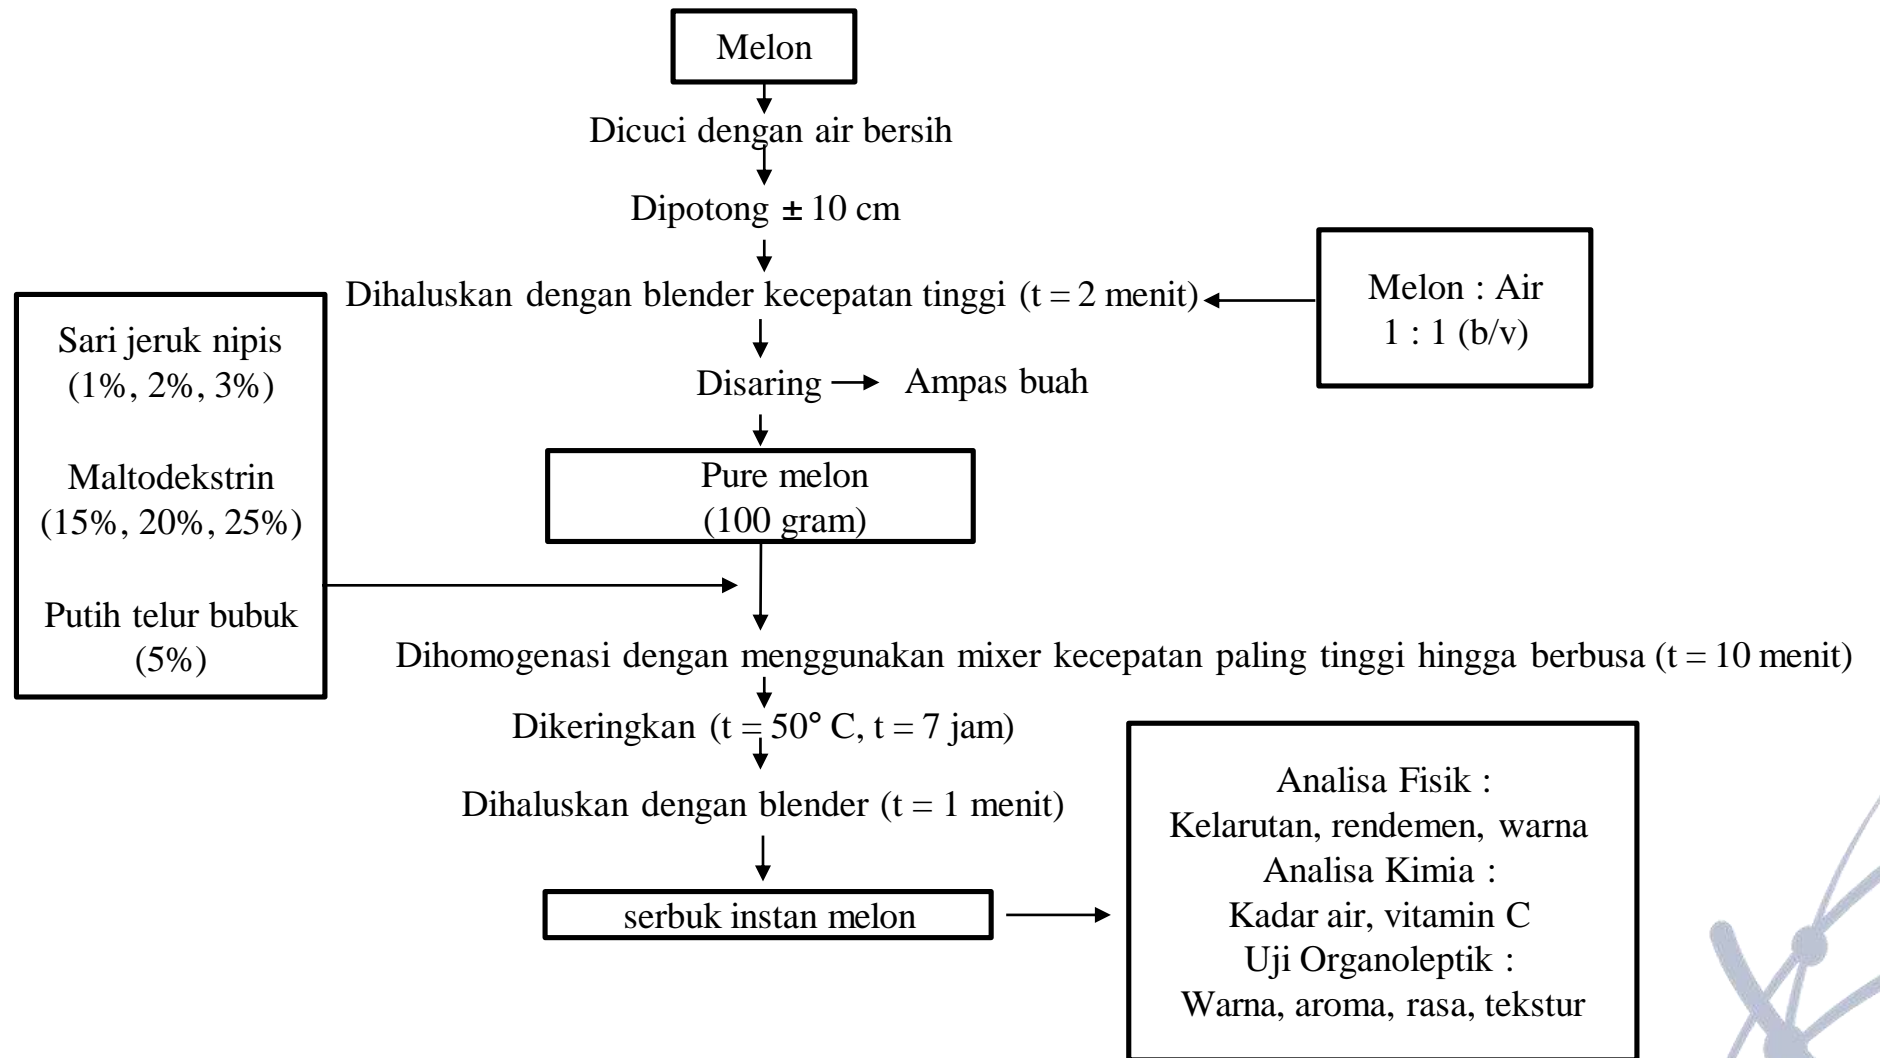 Melon
Dicuci dengan air bersih
Dipotong ± 10 cm
Dihaluskan dengan blender kecepatan tinggi (t = 2 menit)
Melon : Air
1 : 1 (b/v)
Disaring
Ampas buah
Pure melon
(100 gram)
Sari jeruk nipis
(1%, 2%, 3%)
Maltodekstrin
(15%, 20%, 25%)
Putih telur bubuk
(5%)
Dihomogenasi dengan menggunakan mixer kecepatan paling tinggi hingga berbusa (t = 10 menit)
Dikeringkan (t = 50° C, t = 7 jam)
Dihaluskan dengan blender (t = 1 menit)
serbuk instan melon
Analisa Fisik :
Kelarutan, rendemen, warna
Analisa Kimia :
Kadar air, vitamin C
Uji Organoleptik :
Warna, aroma, rasa, tekstur